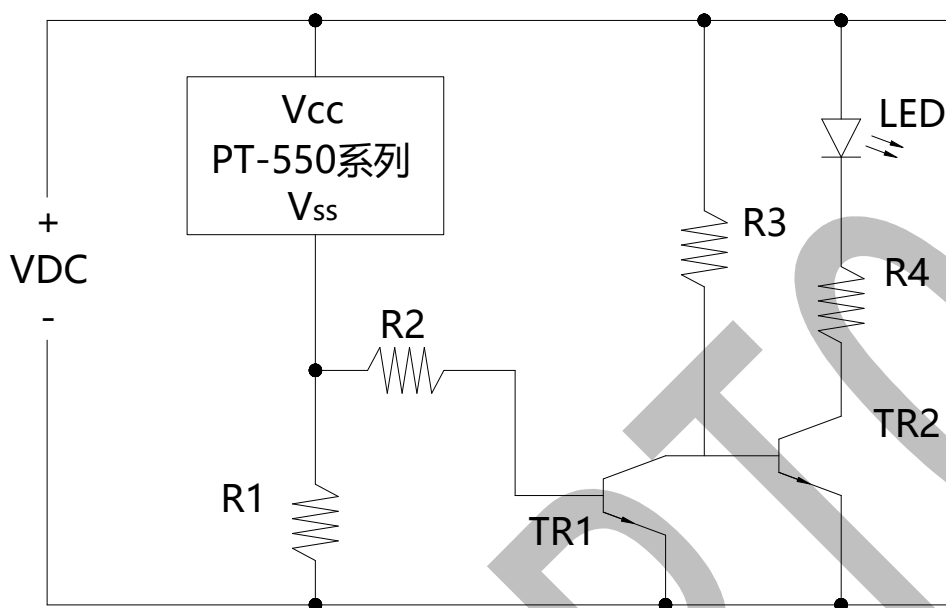 Vcc
PT-550系列
Vss
+
VDC
-
LED
R3
R4
R2
TR2
R1
TR1